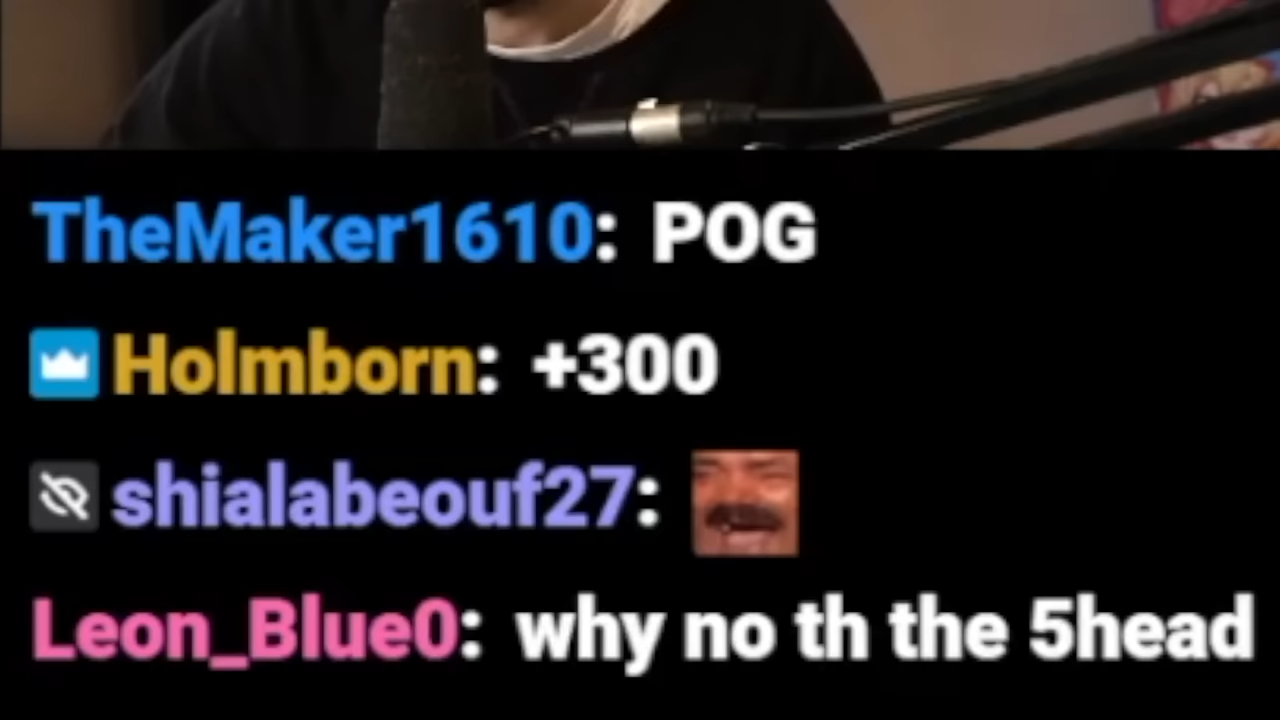 TheMaker1610: POG
Holmborn: +300
shialabeouf27:
Leon_Blue0: why no th the 5head